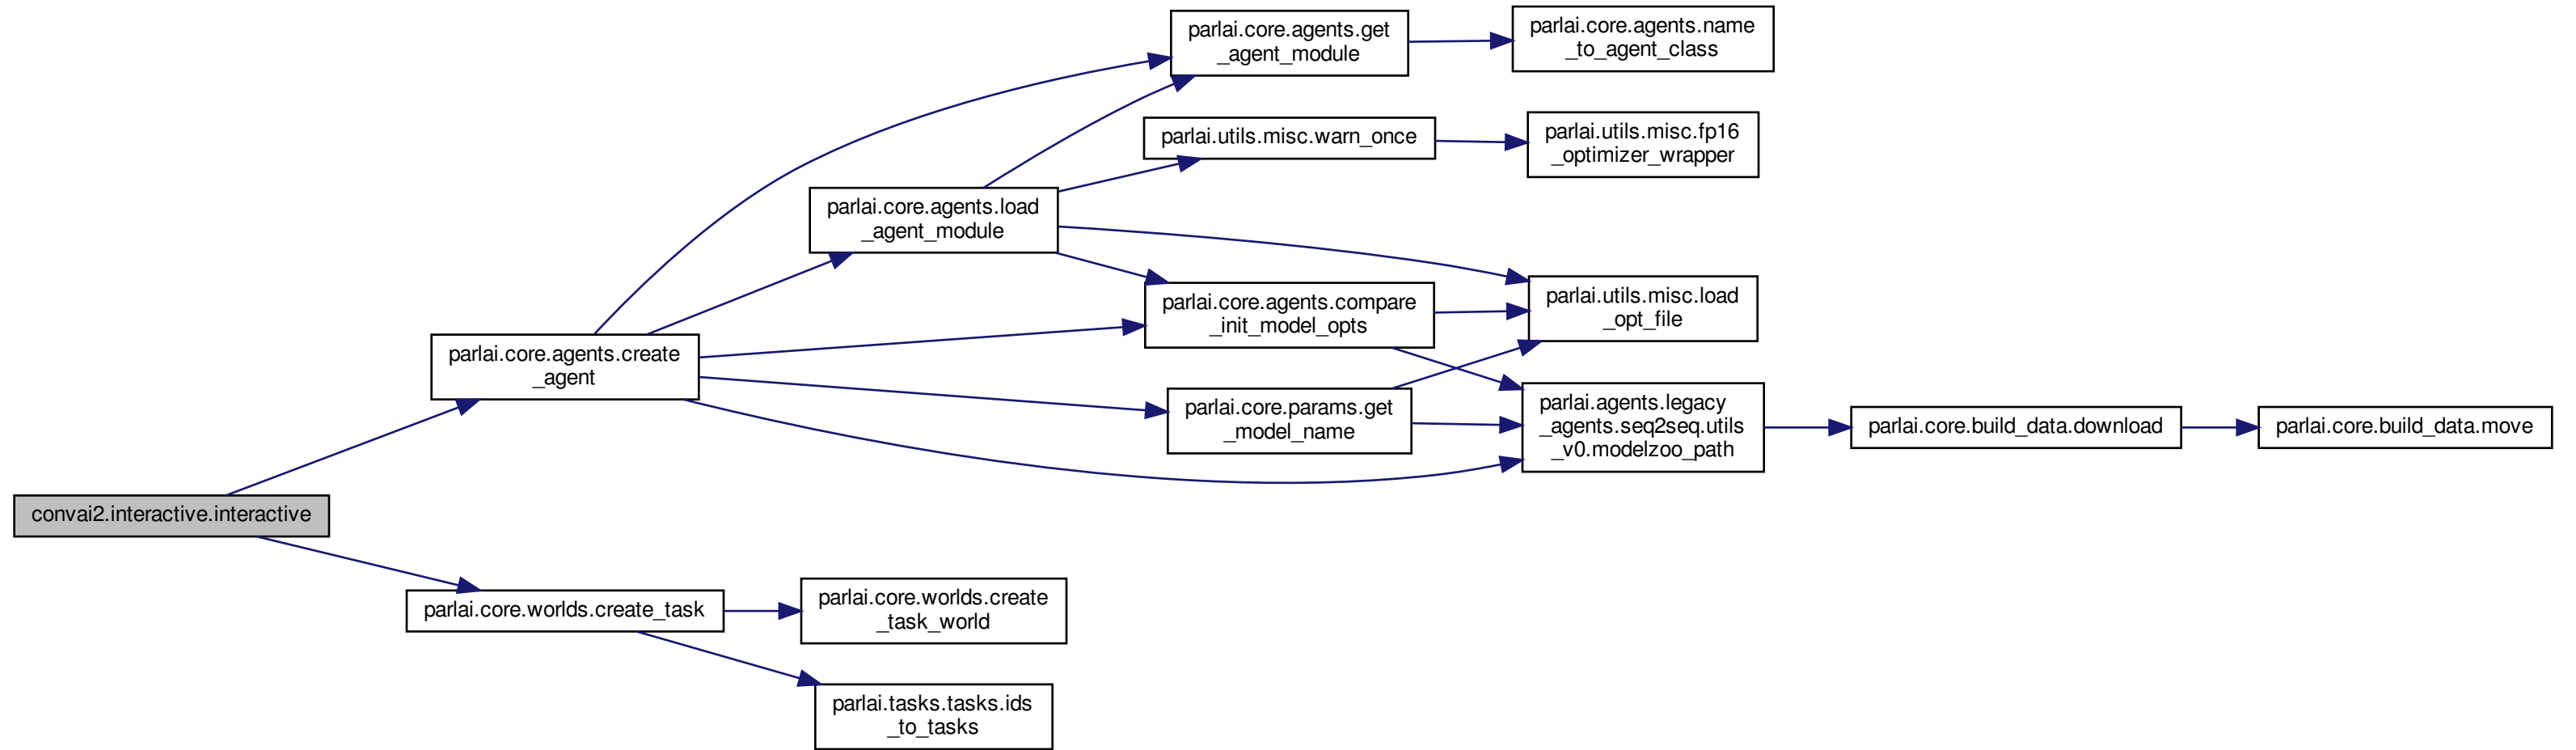 parlai.core.agents.get
_agent_module
parlai.core.agents.name
_to_agent_class
parlai.utils.misc.warn_once
parlai.utils.misc.fp16
_optimizer_wrapper
parlai.core.agents.load
_agent_module
parlai.core.agents.compare
_init_model_opts
parlai.utils.misc.load
_opt_file
parlai.core.agents.create
_agent
parlai.core.params.get
_model_name
parlai.agents.legacy
_agents.seq2seq.utils
_v0.modelzoo_path
parlai.core.build_data.download
parlai.core.build_data.move
convai2.interactive.interactive
parlai.core.worlds.create_task
parlai.core.worlds.create
_task_world
parlai.tasks.tasks.ids
_to_tasks